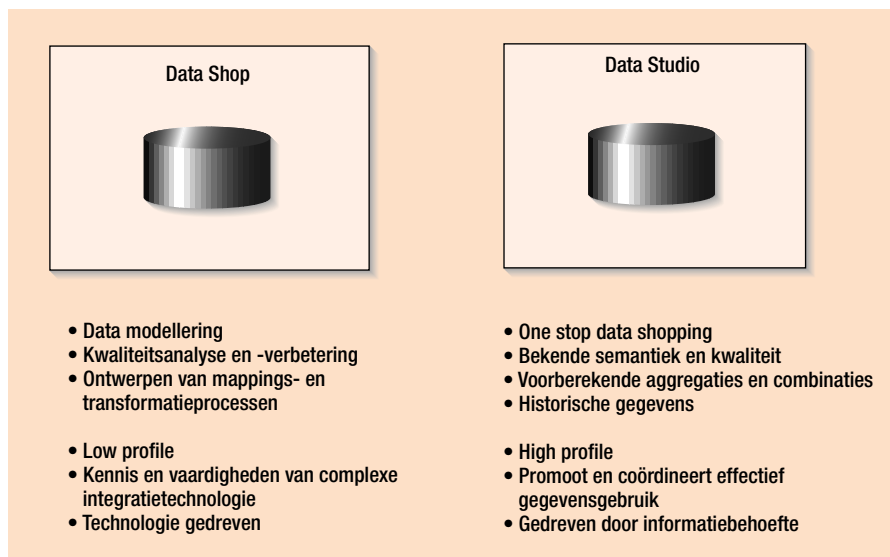 Data Shop
• Data modellering
• Kwaliteitsanalyse en -verbetering
• Ontwerpen van mappings- en
transformatieprocessen
• Low profile
• Kennis en vaardigheden van complexe
integratietechnologie
• Technologie gedreven
Data Studio
• One stop data shopping
• Bekende semantiek en kwaliteit
• Voorberekende aggregaties en combinaties
• Historische gegevens
• High profile
• Promoot en coördineert effectief
gegevensgebruik
• Gedreven door informatiebehoefte